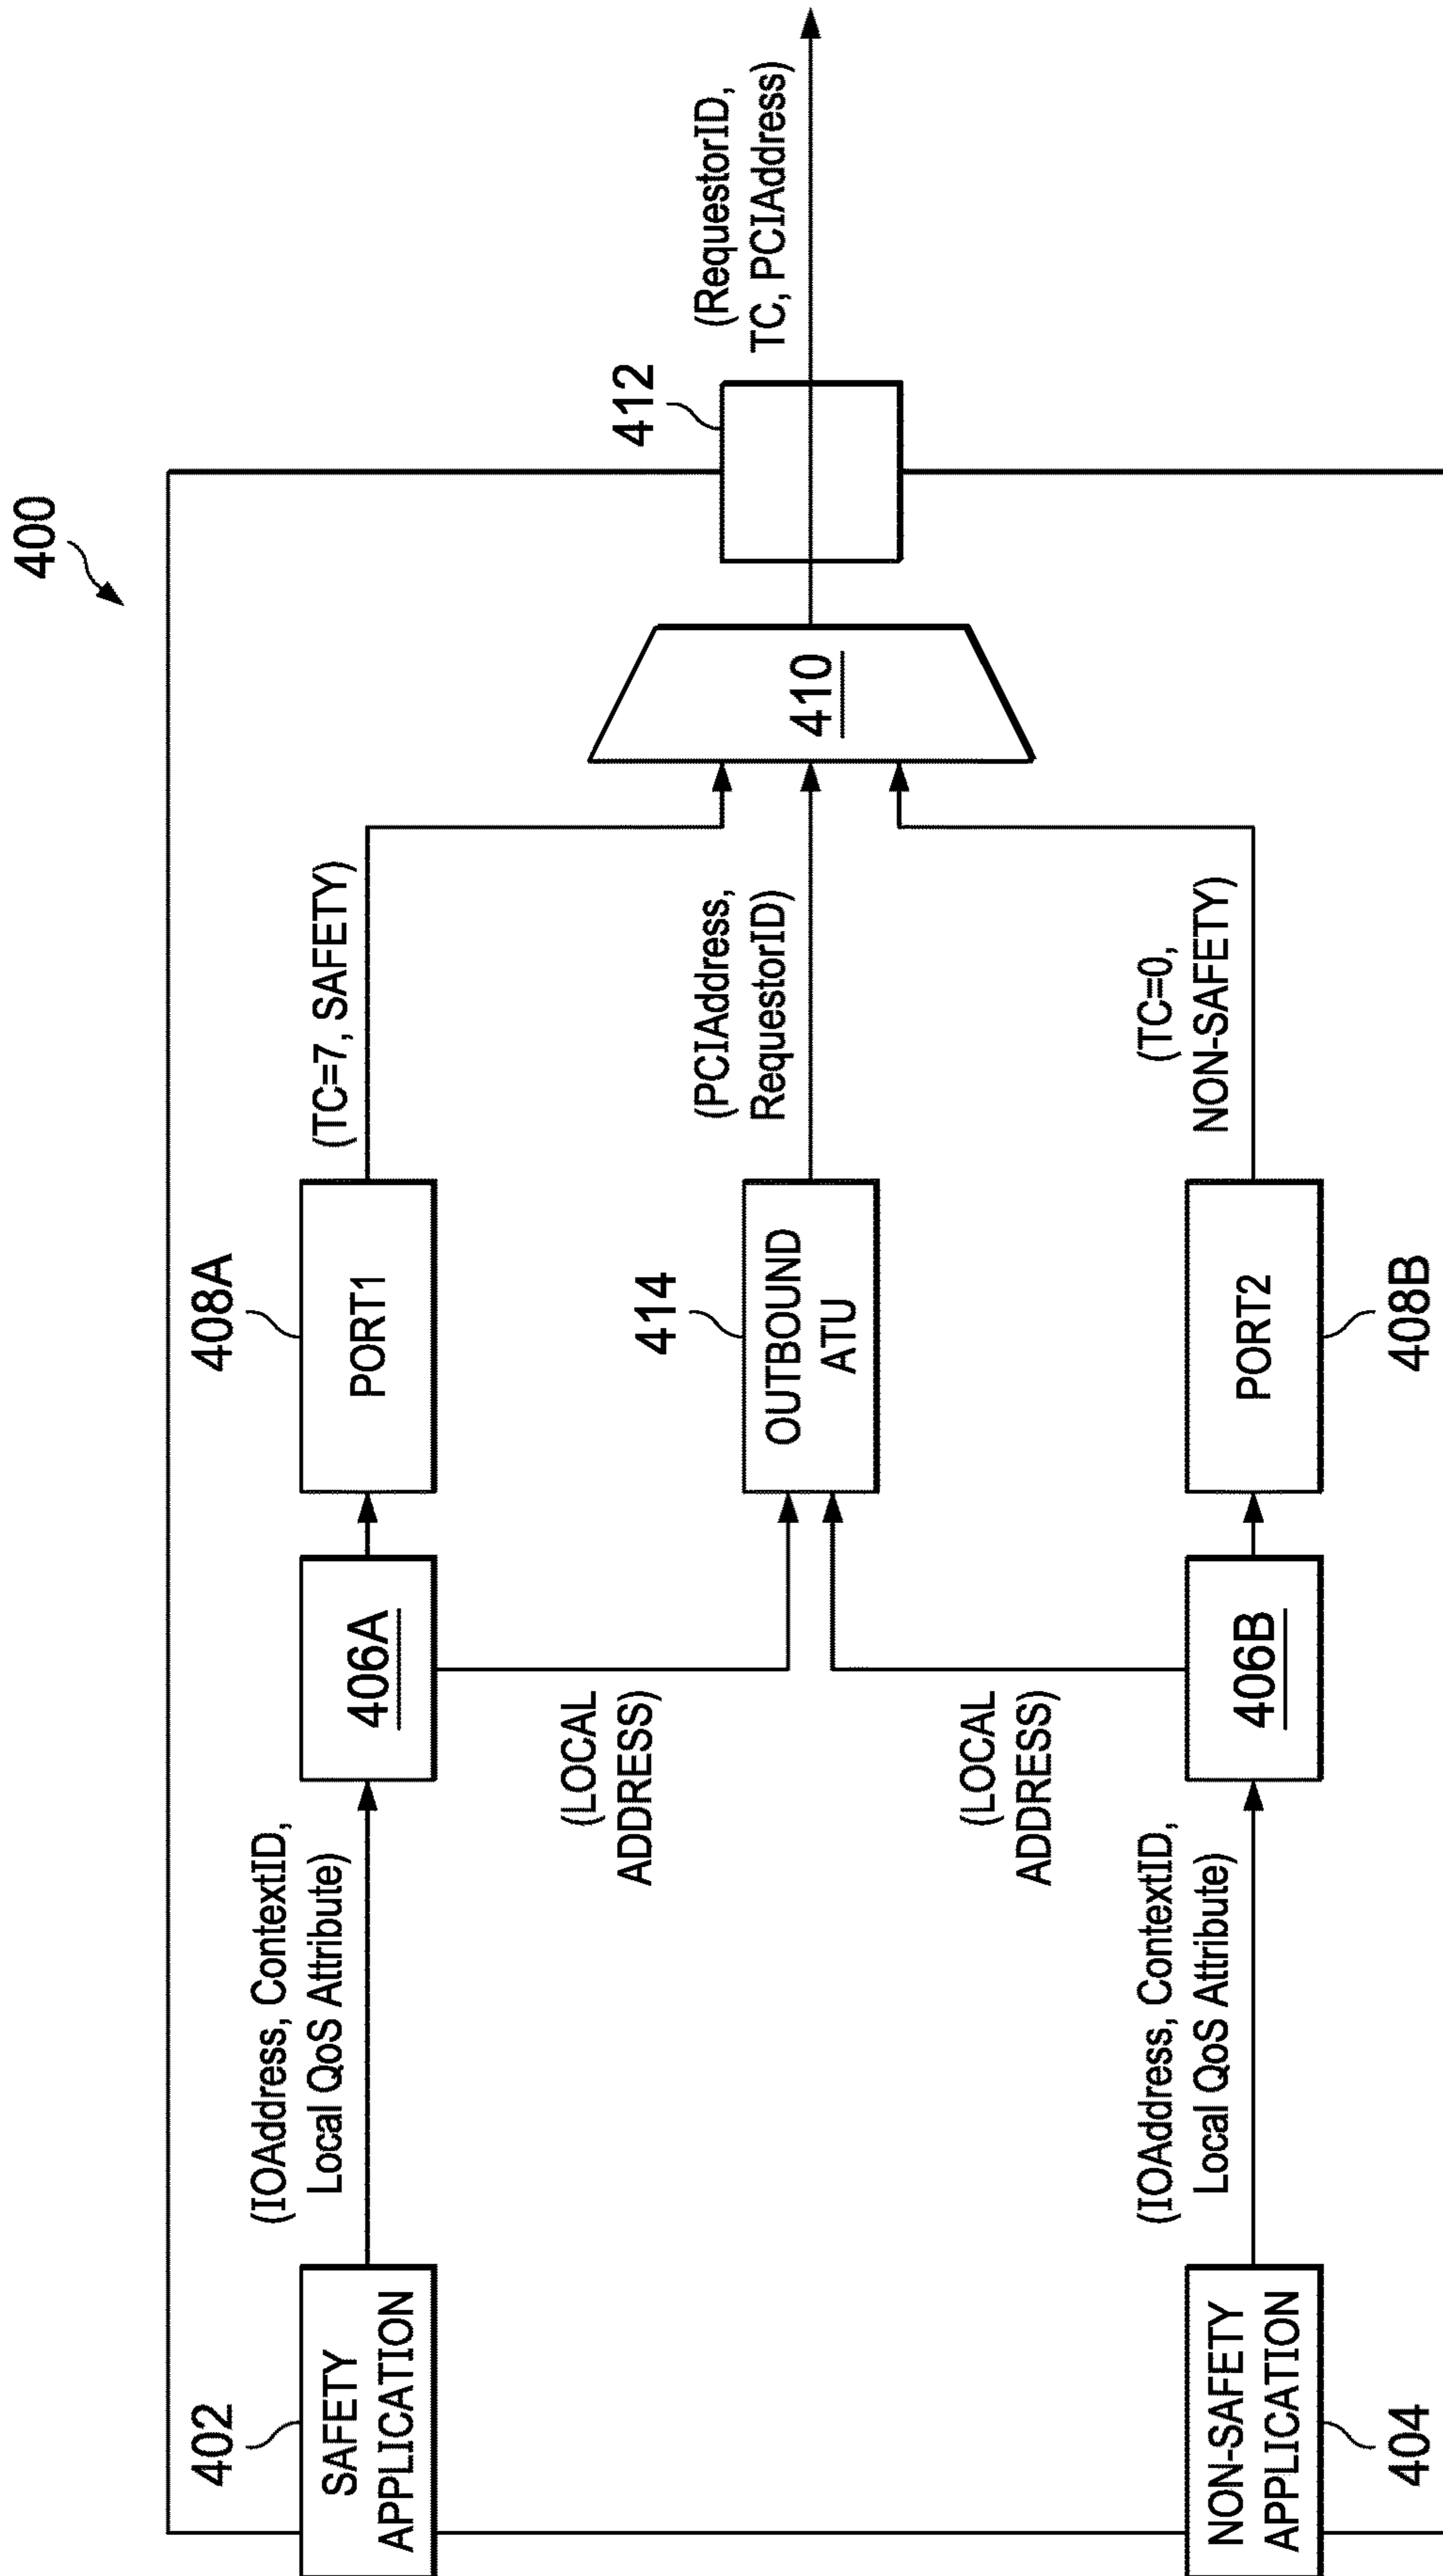 400
402
SAFETY
APPLICATION
(IOAddress, ContextID,
Local QoS Attribute)
406A
408A
PORT1
(TC=7, SAFETY)
(LOCAL
ADDRESS)
414
OUTBOUND
ATU
(PCIAddress,
RequestorID)
410
412
(RequestorID,
TC, PCIAddress)
(LOCAL
ADDRESS)
NON-SAFETY
APPLICATION
404
(IOAddress, ContextID,
Local QoS Attribute)
406B
PORT2
408B
(TC=0,
NON-SAFETY)